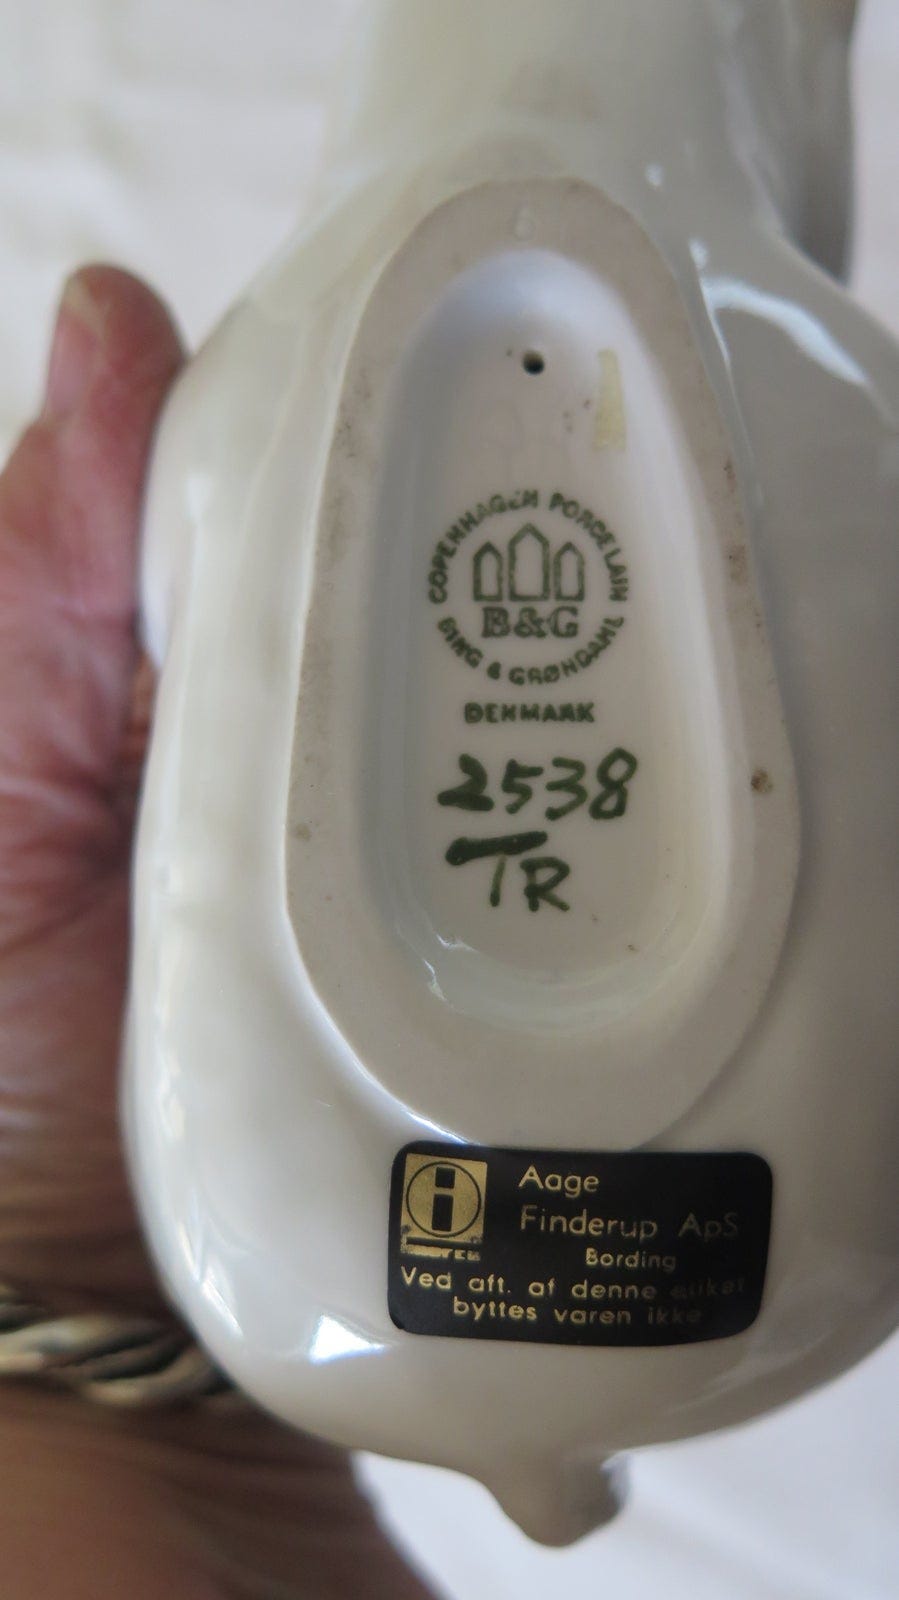 COPENHAGEN PORCELAIN
B&G
BING & GRØNDAHL
DENMARK
2538
TR
i
Aage
Finderup ApS
Bording
Ved aft. af denne etiket
byttes varen ikke